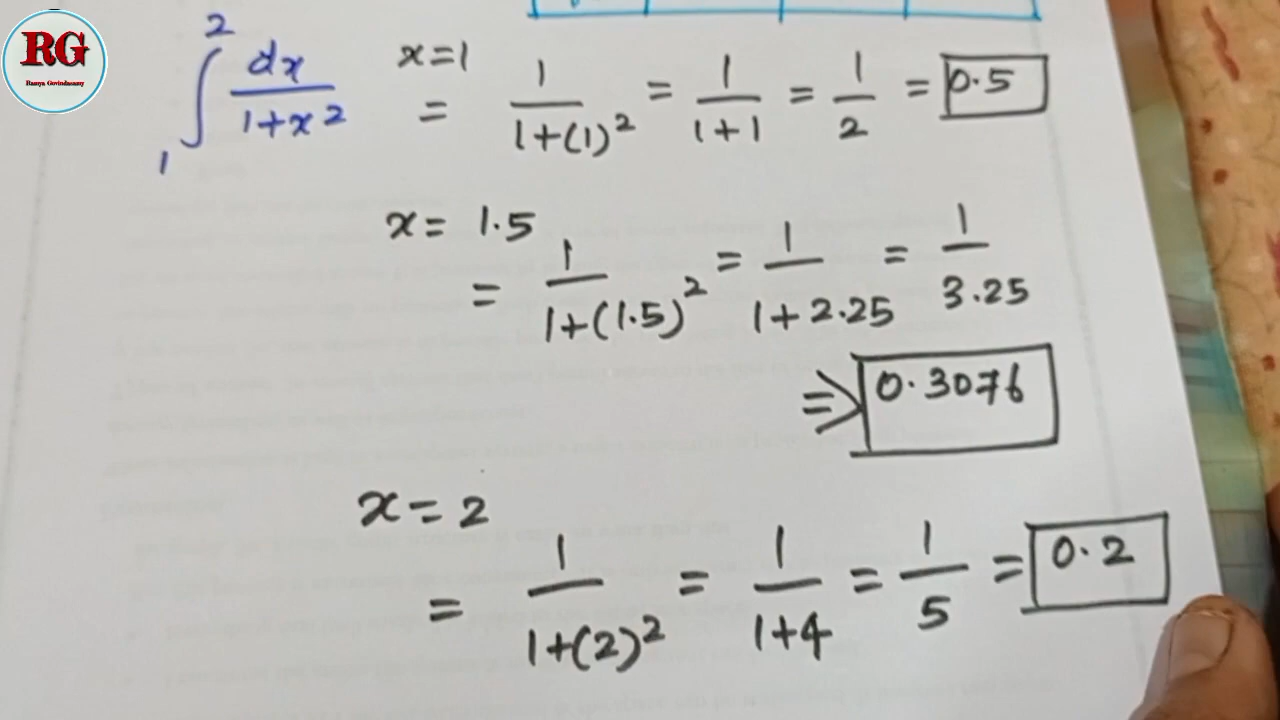 RG
Ramya Govindasamy
∫₁² dx/(1+x²)
x=1
= 1/(1+(1)²) = 1/(1+1) = 1/2 = 0.5
x= 1.5
= 1/(1+(1.5)²) = 1/(1+2.25) = 1/3.25
⇒ 0.3076
x=2
= 1/(1+(2)²) = 1/(1+4) = 1/5 = 0.2